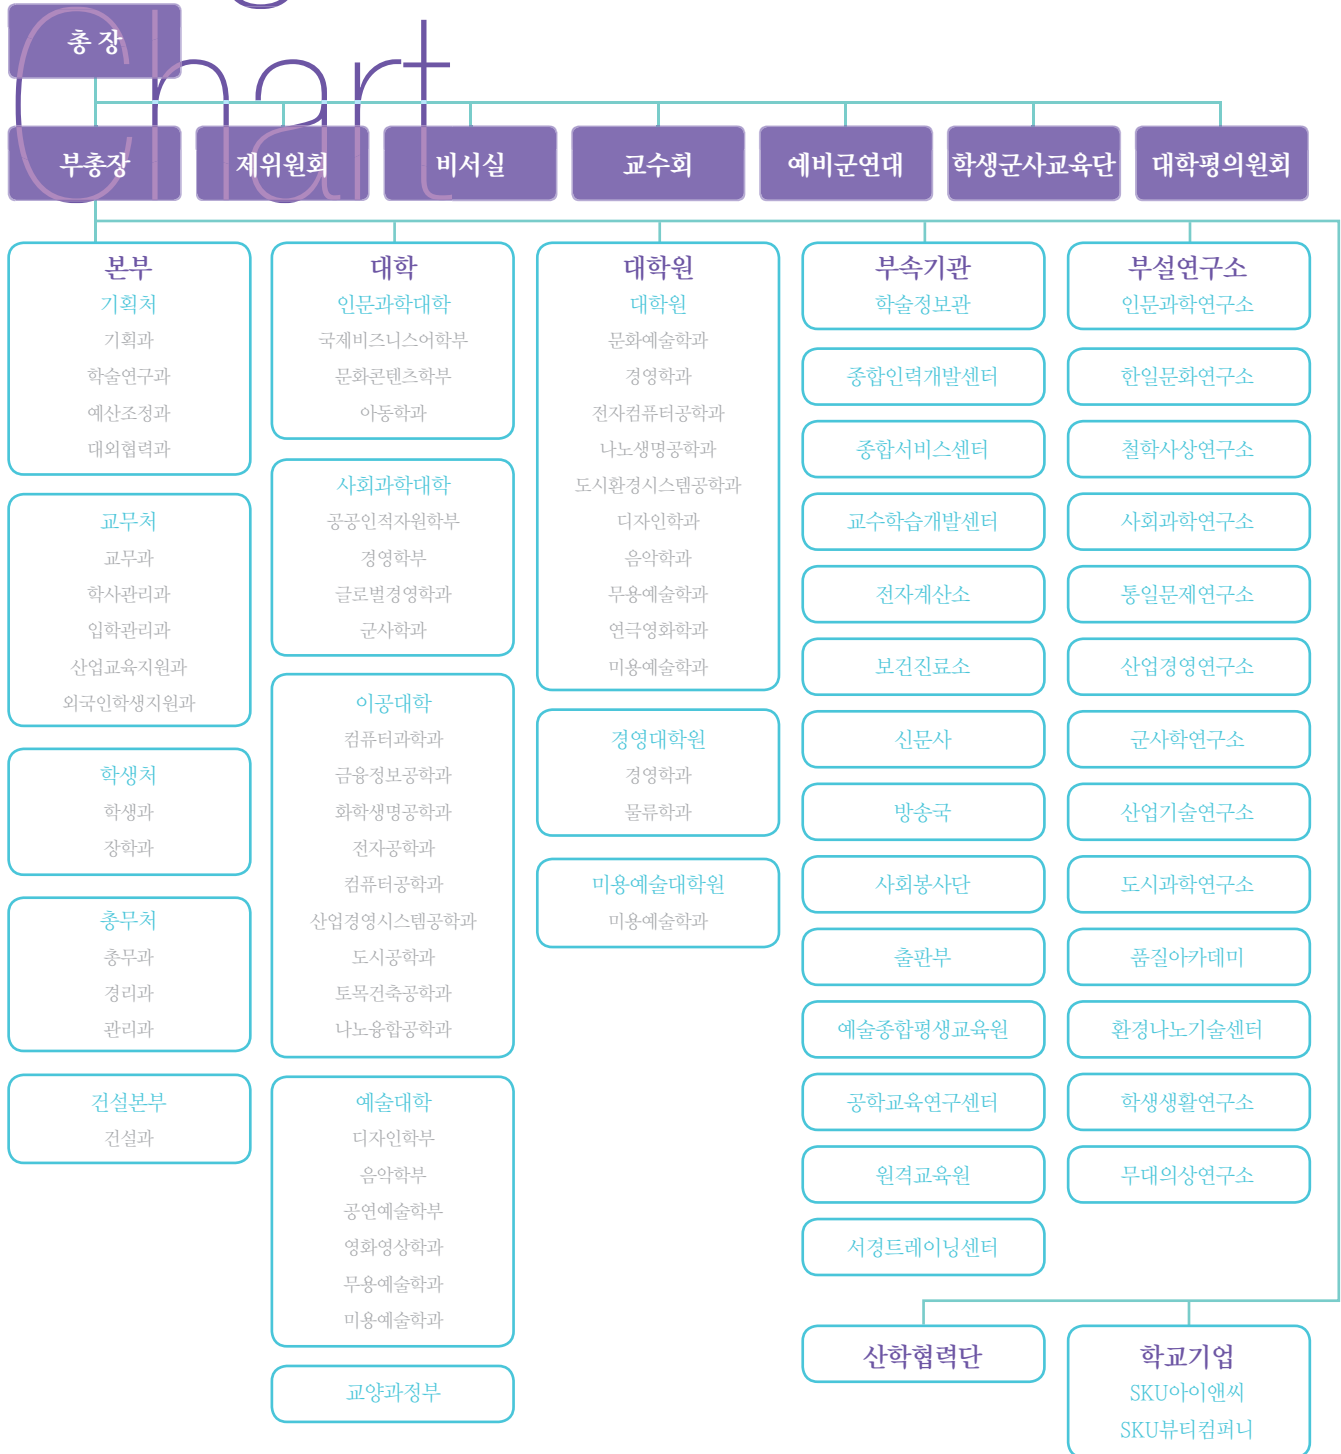 Chart
총 장
부총장
제위원회
비서실
교수회
예비군연대
학생군사교육단
대학평의원회
본부
기획처
기획과
학술연구과
예산조정과
대외협력과
교무처
교무과
학사관리과
입학관리과
산업교육지원과
외국인학생지원과
학생처
학생과
장학과
총무처
총무과
경리과
관리과
건설본부
건설과
대학
인문과학대학
국제비즈니스어학부
문화콘텐츠학부
아동학과
사회과학대학
공공인적자원학부
경영학부
글로벌경영학과
군사학과
이공대학
컴퓨터과학과
금융정보공학과
화학생명공학과
전자공학과
컴퓨터공학과
산업경영시스템공학과
도시공학과
토목건축공학과
나노융합공학과
예술대학
디자인학부
음악학부
공연예술학부
영화영상학과
무용예술학과
미용예술학과
교양과정부
대학원
대학원
문화예술학과
경영학과
전자컴퓨터공학과
나노생명공학과
도시환경시스템공학과
디자인학과
음악학과
무용예술학과
연극영화학과
미용예술학과
경영대학원
경영학과
물류학과
미용예술대학원
미용예술학과
부속기관
학술정보관
종합인력개발센터
종합서비스센터
교수학습개발센터
전자계산소
보건진료소
신문사
방송국
사회봉사단
출판부
예술종합평생교육원
공학교육연구센터
원격교육원
서경트레이닝센터
부설연구소
인문과학연구소
한일문화연구소
철학사상연구소
사회과학연구소
통일문제연구소
산업경영연구소
군사학연구소
산업기술연구소
도시과학연구소
품질아카데미
환경나노기술센터
학생생활연구소
무대의상연구소
산학협력단
학교기업
SKU아이앤씨
SKU뷰티컴퍼니